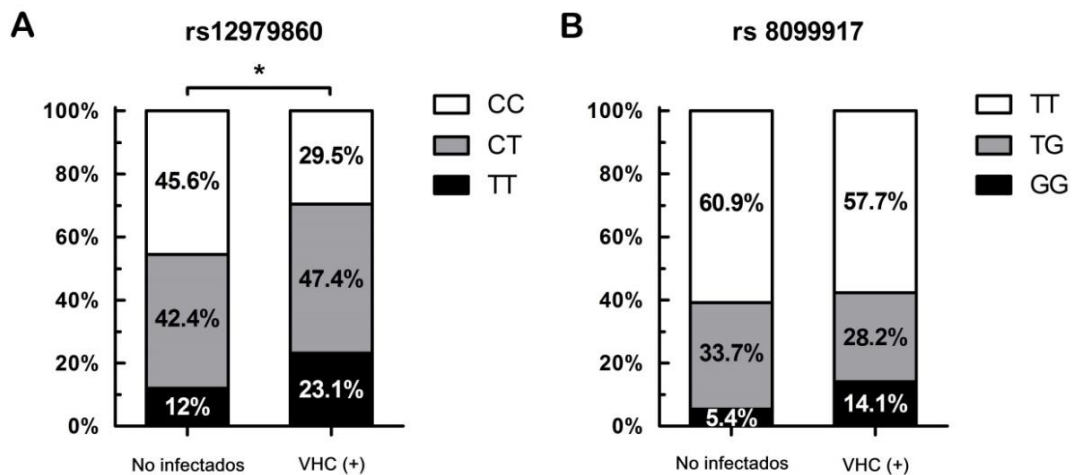 A
rs12979860
*
100%
80%
60%
40%
20%
0%
45.6%
42.4%
12%
29.5%
47.4%
23.1%
No infectados
VHC (+)
CC
CT
TT
B
rs 8099917
100%
80%
60%
40%
20%
0%
60.9%
33.7%
5.4%
57.7%
28.2%
14.1%
No infectados
VHC (+)
TT
TG
GG